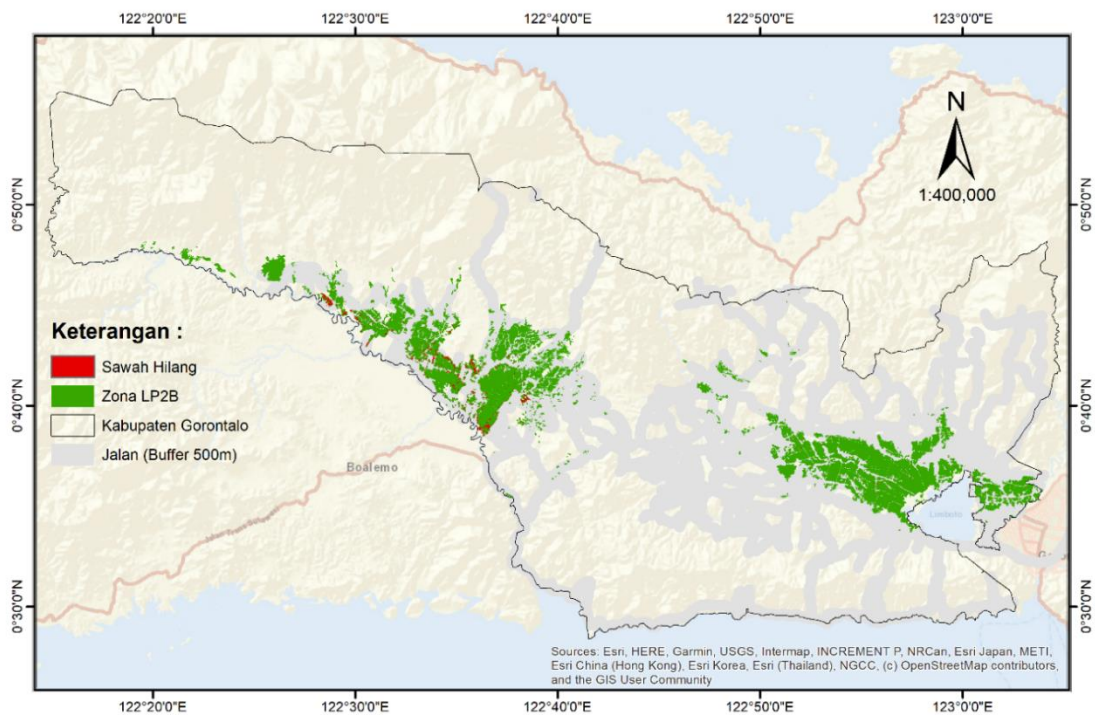 122°20'0"E 122°30'0"E 122°40'0"E 122°50'0"E 123°0'0"E
N
1:400,000
0°50'0"N 0°50'0"N
Keterangan :
Sawah Hilang
Zona LP2B
Kabupaten Gorontalo
Jalan (Buffer 500m)
0°40'0"N 0°40'0"N
Boalemo
Limboto
0°30'0"N 0°30'0"N
Sources: Esri, HERE, Garmin, USGS, Intermap, INCREMENT P, NRCan, Esri Japan, METI,
Esri China (Hong Kong), Esri Korea, Esri (Thailand), NGCC, (c) OpenStreetMap contributors,
and the GIS User Community
122°20'0"E 122°30'0"E 122°40'0"E 122°50'0"E 123°0'0"E